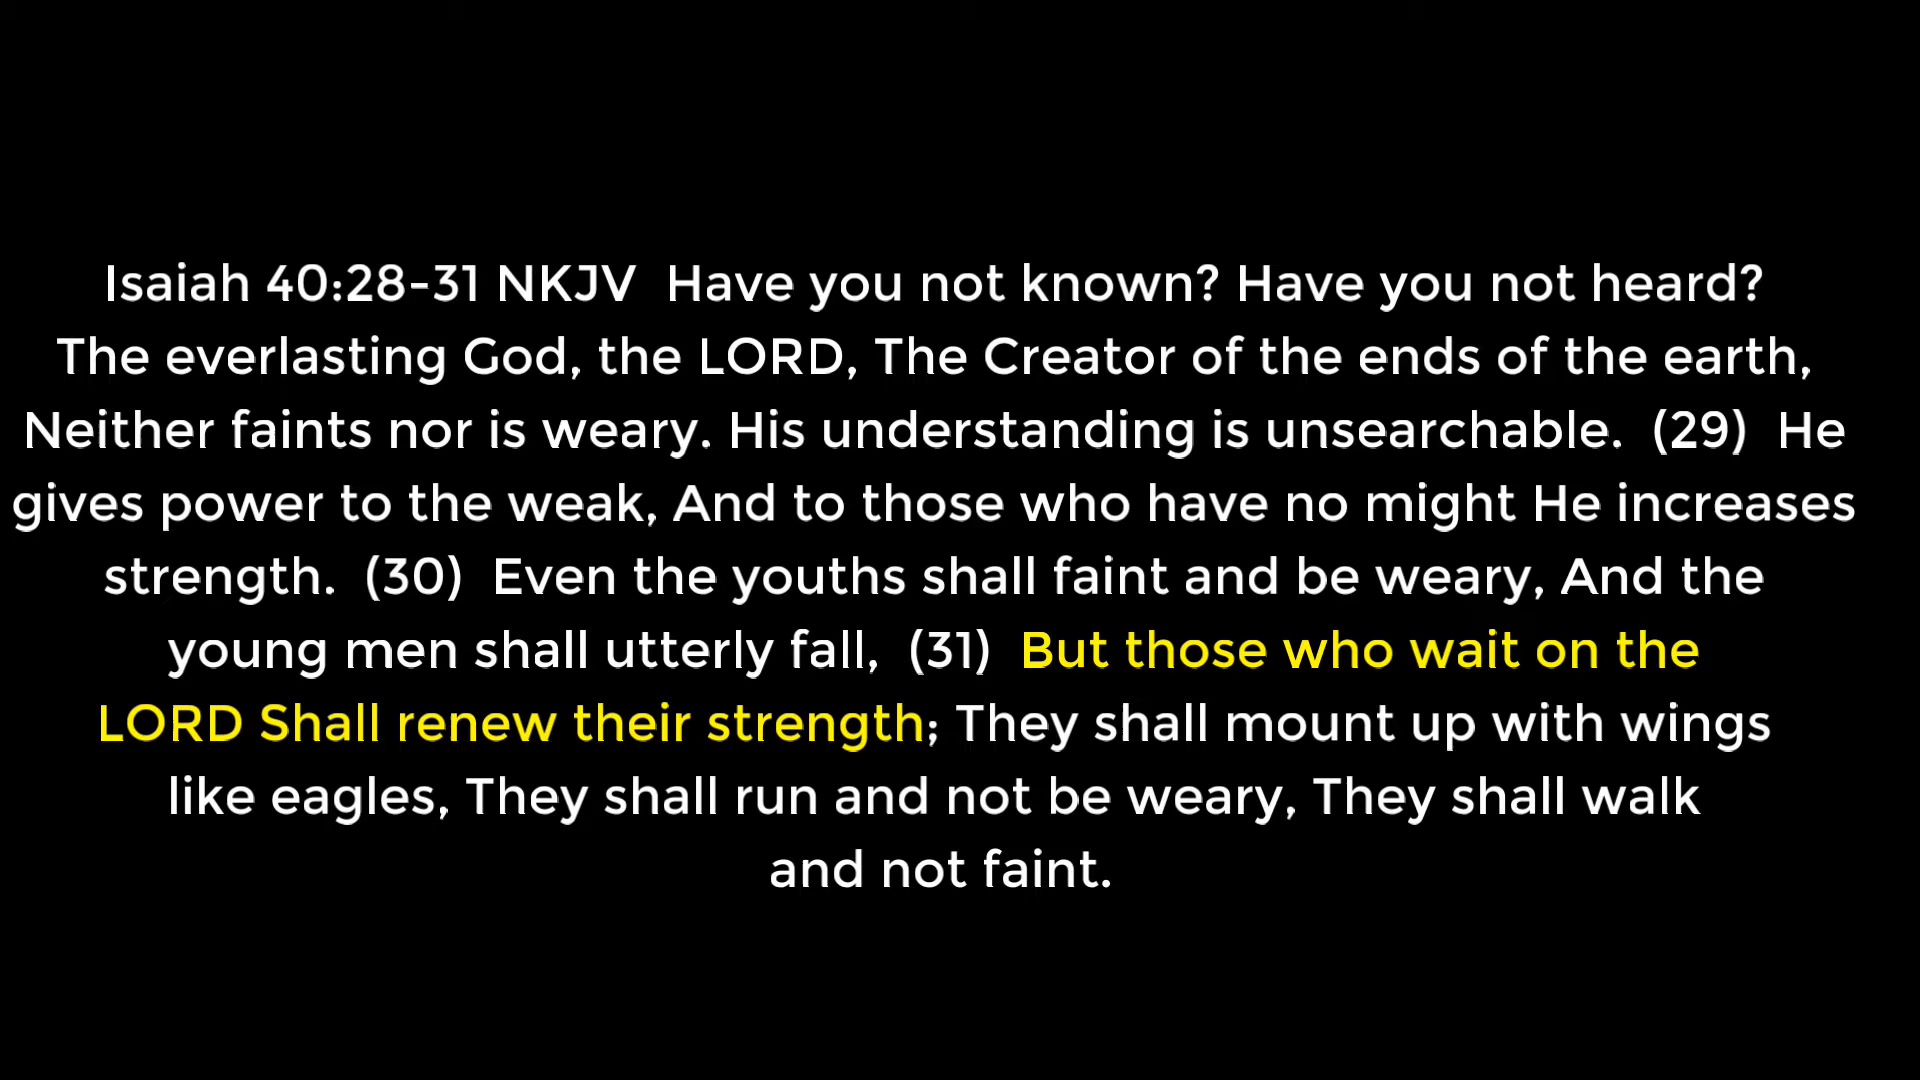 Isaiah 40:28-31 NKJV  Have you not known? Have you not heard?
The everlasting God, the LORD, The Creator of the ends of the earth,
Neither faints nor is weary. His understanding is unsearchable.  (29)  He
gives power to the weak, And to those who have no might He increases
strength.  (30)  Even the youths shall faint and be weary, And the
young men shall utterly fall,  (31)  But those who wait on the
LORD Shall renew their strength; They shall mount up with wings
like eagles, They shall run and not be weary, They shall walk
and not faint.